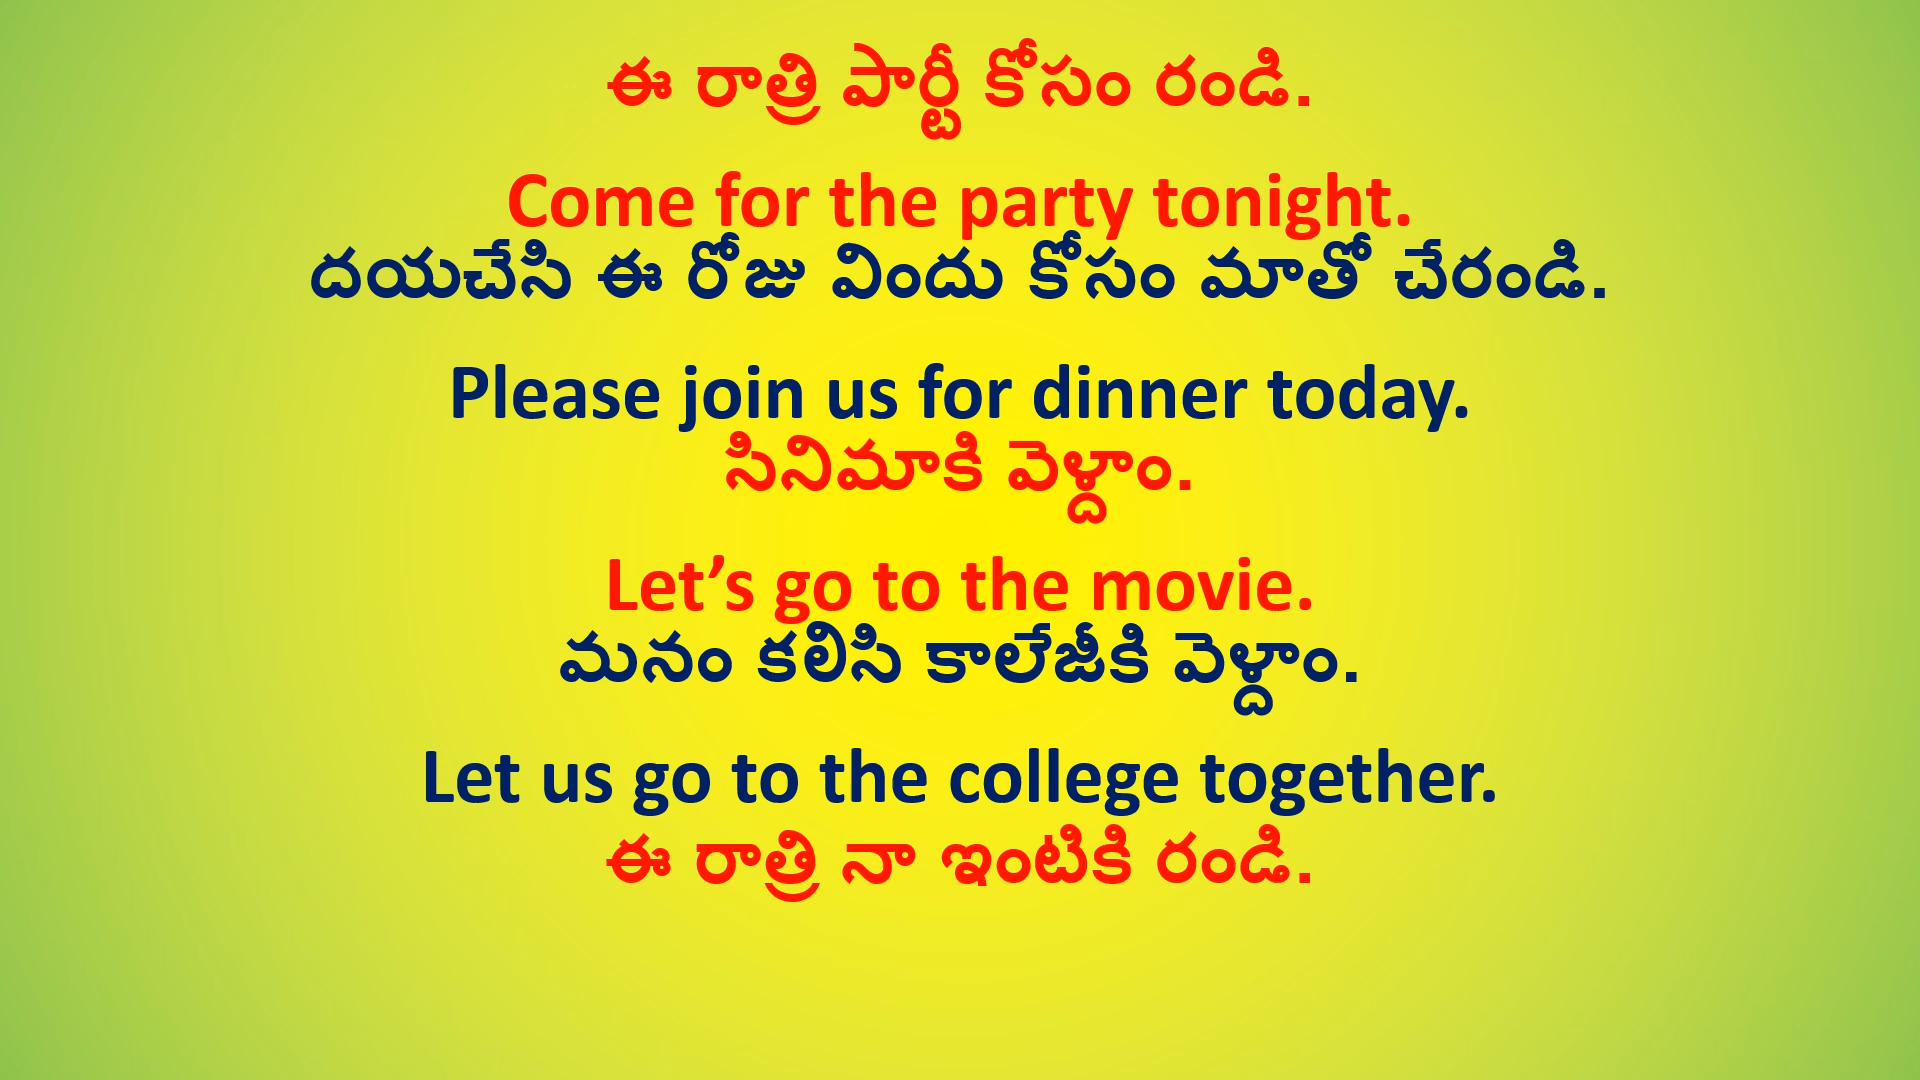 ఈ రాత్రి పార్టీ కోసం రండి.
Come for the party tonight.
దయచేసి ఈ రోజు విందు కోసం మాతో చేరండి.
Please join us for dinner today.
సినిమాకి వెళ్దాం.
Let’s go to the movie.
మనం కలిసి కాలేజీకి వెళ్దాం.
Let us go to the college together.
ఈ రాత్రి నా ఇంటికి రండి.